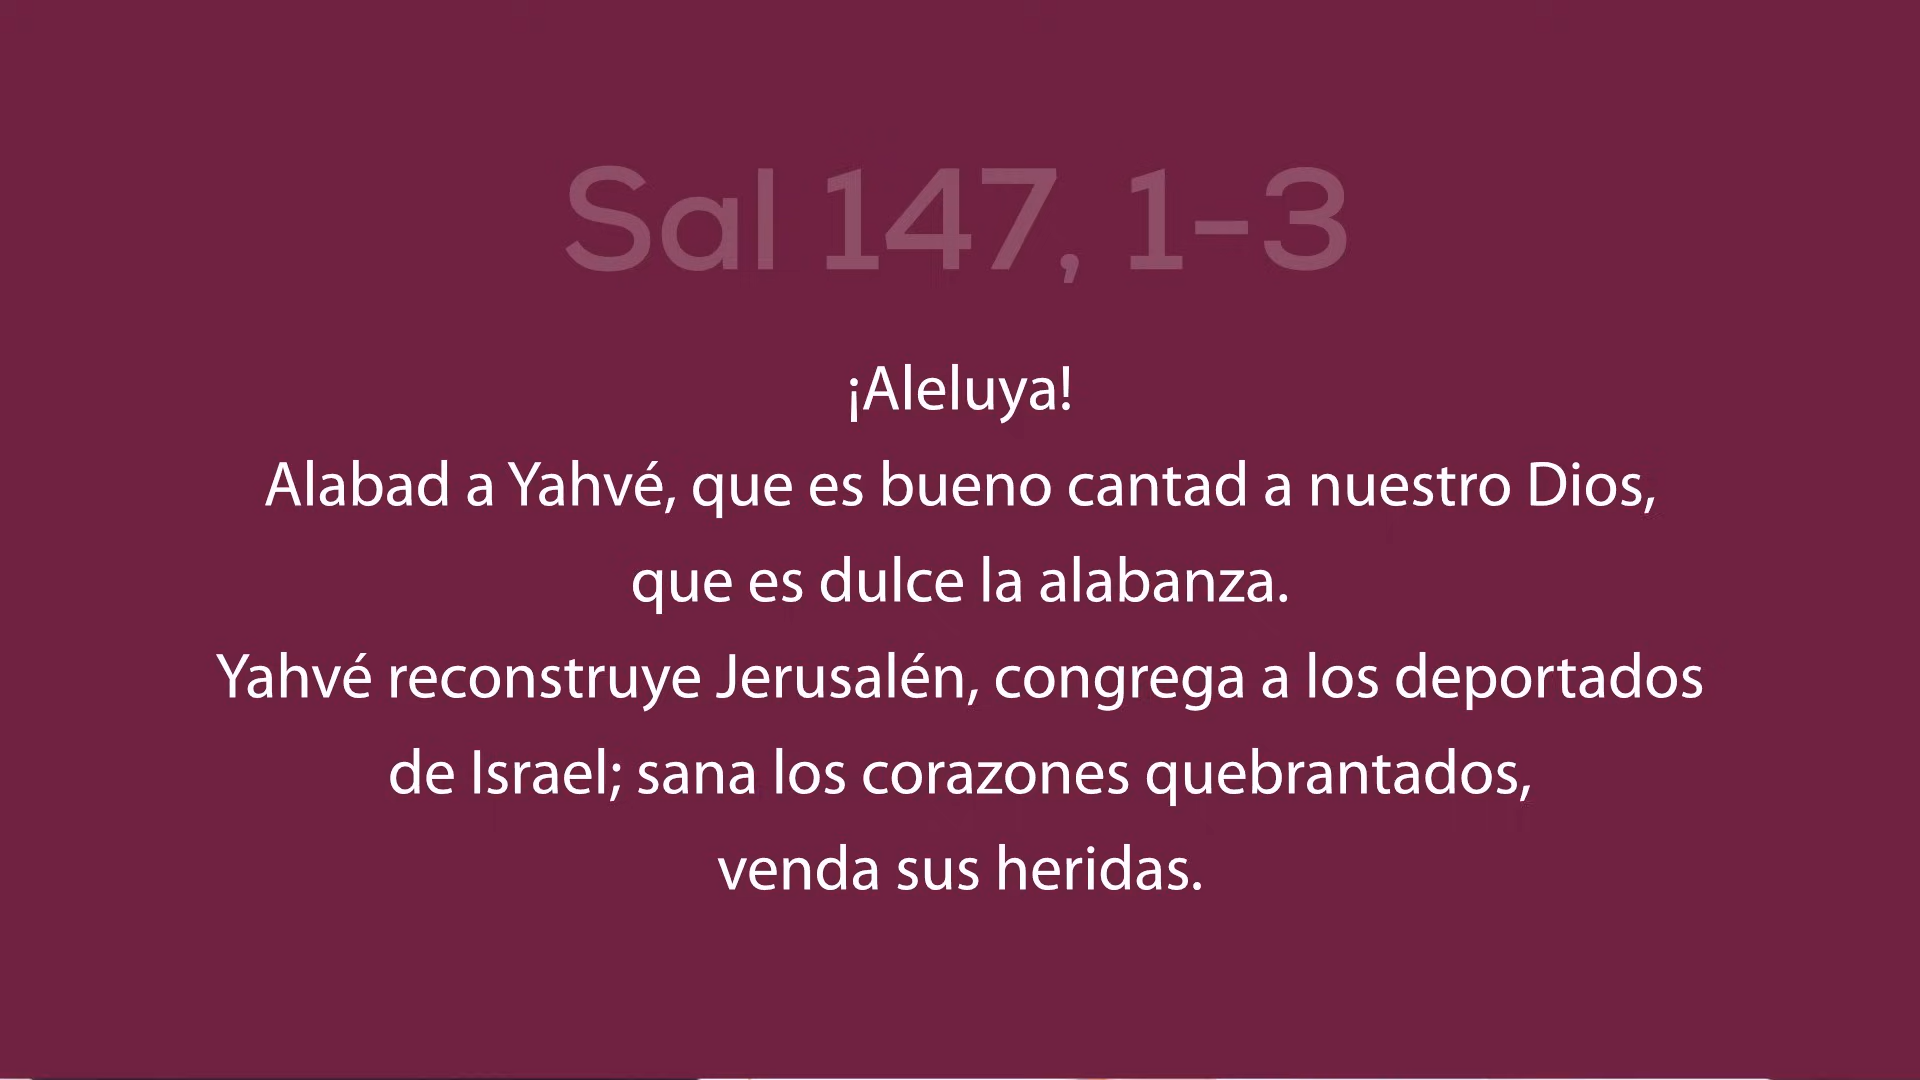 Sal 147, 1-3
¡Aleluya!
Alabad a Yahvé, que es bueno cantad a nuestro Dios,
que es dulce la alabanza.
Yahvé reconstruye Jerusalén, congrega a los deportados
de Israel; sana los corazones quebrantados,
venda sus heridas.